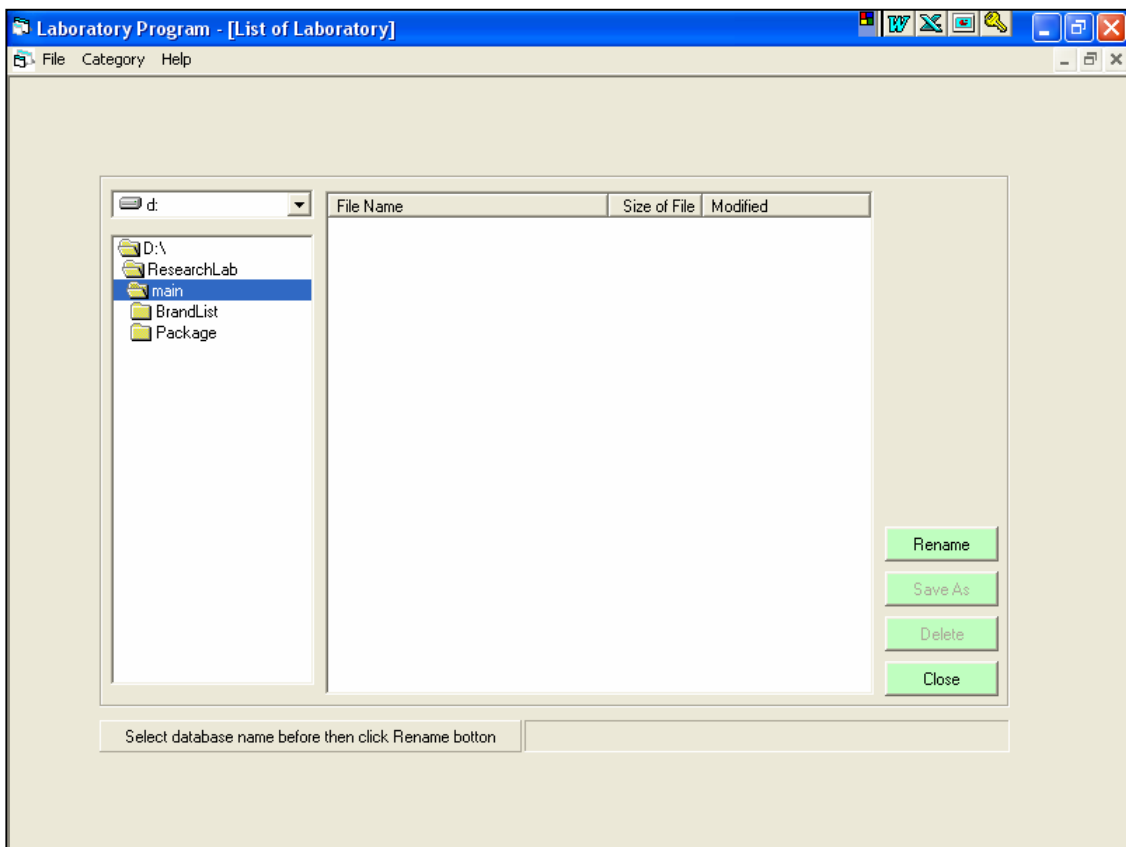 Laboratory Program - [List of Laboratory]
File Category Help
d:
File Name Size of File Modified
D:\
ResearchLab
main
BrandList
Package
Rename
Save As
Delete
Close
Select database name before then click Rename botton